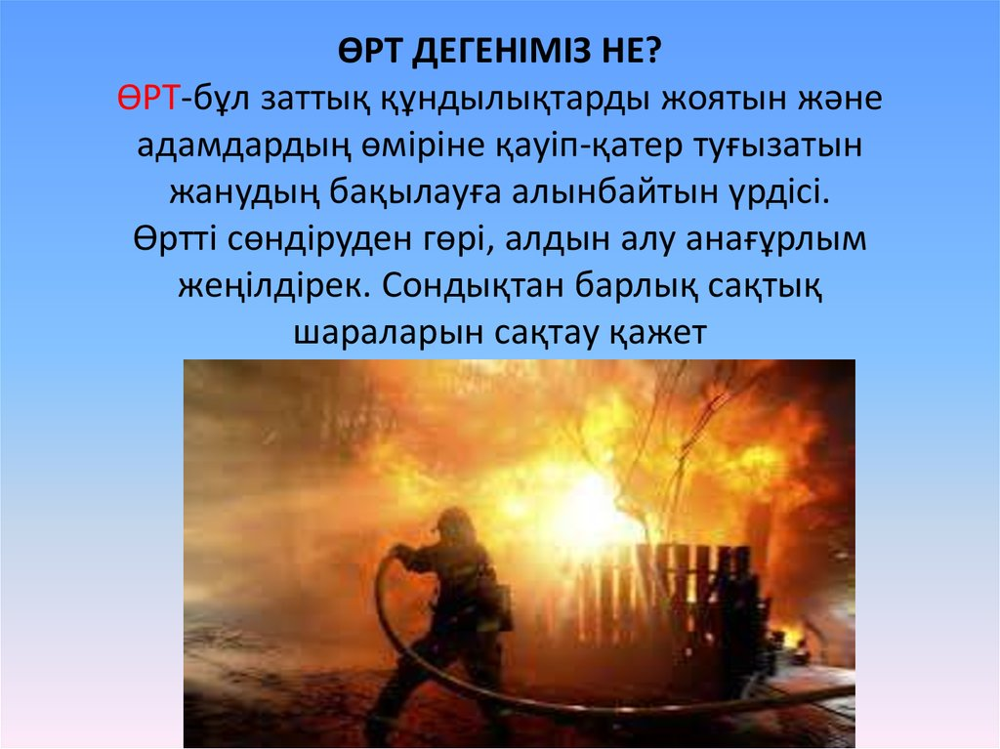 ӨРТ ДЕГЕНІМІЗ НЕ?
ӨРТ-бұл заттық құндылықтарды жоятын және
адамдардың өміріне қауіп-қатер туғызатын
жанудың бақылауға алынбайтын үрдісі.
Өртті сөндіруден гөрі, алдын алу анағұрлым
жеңілдірек. Сондықтан барлық сақтық
шараларын сақтау қажет